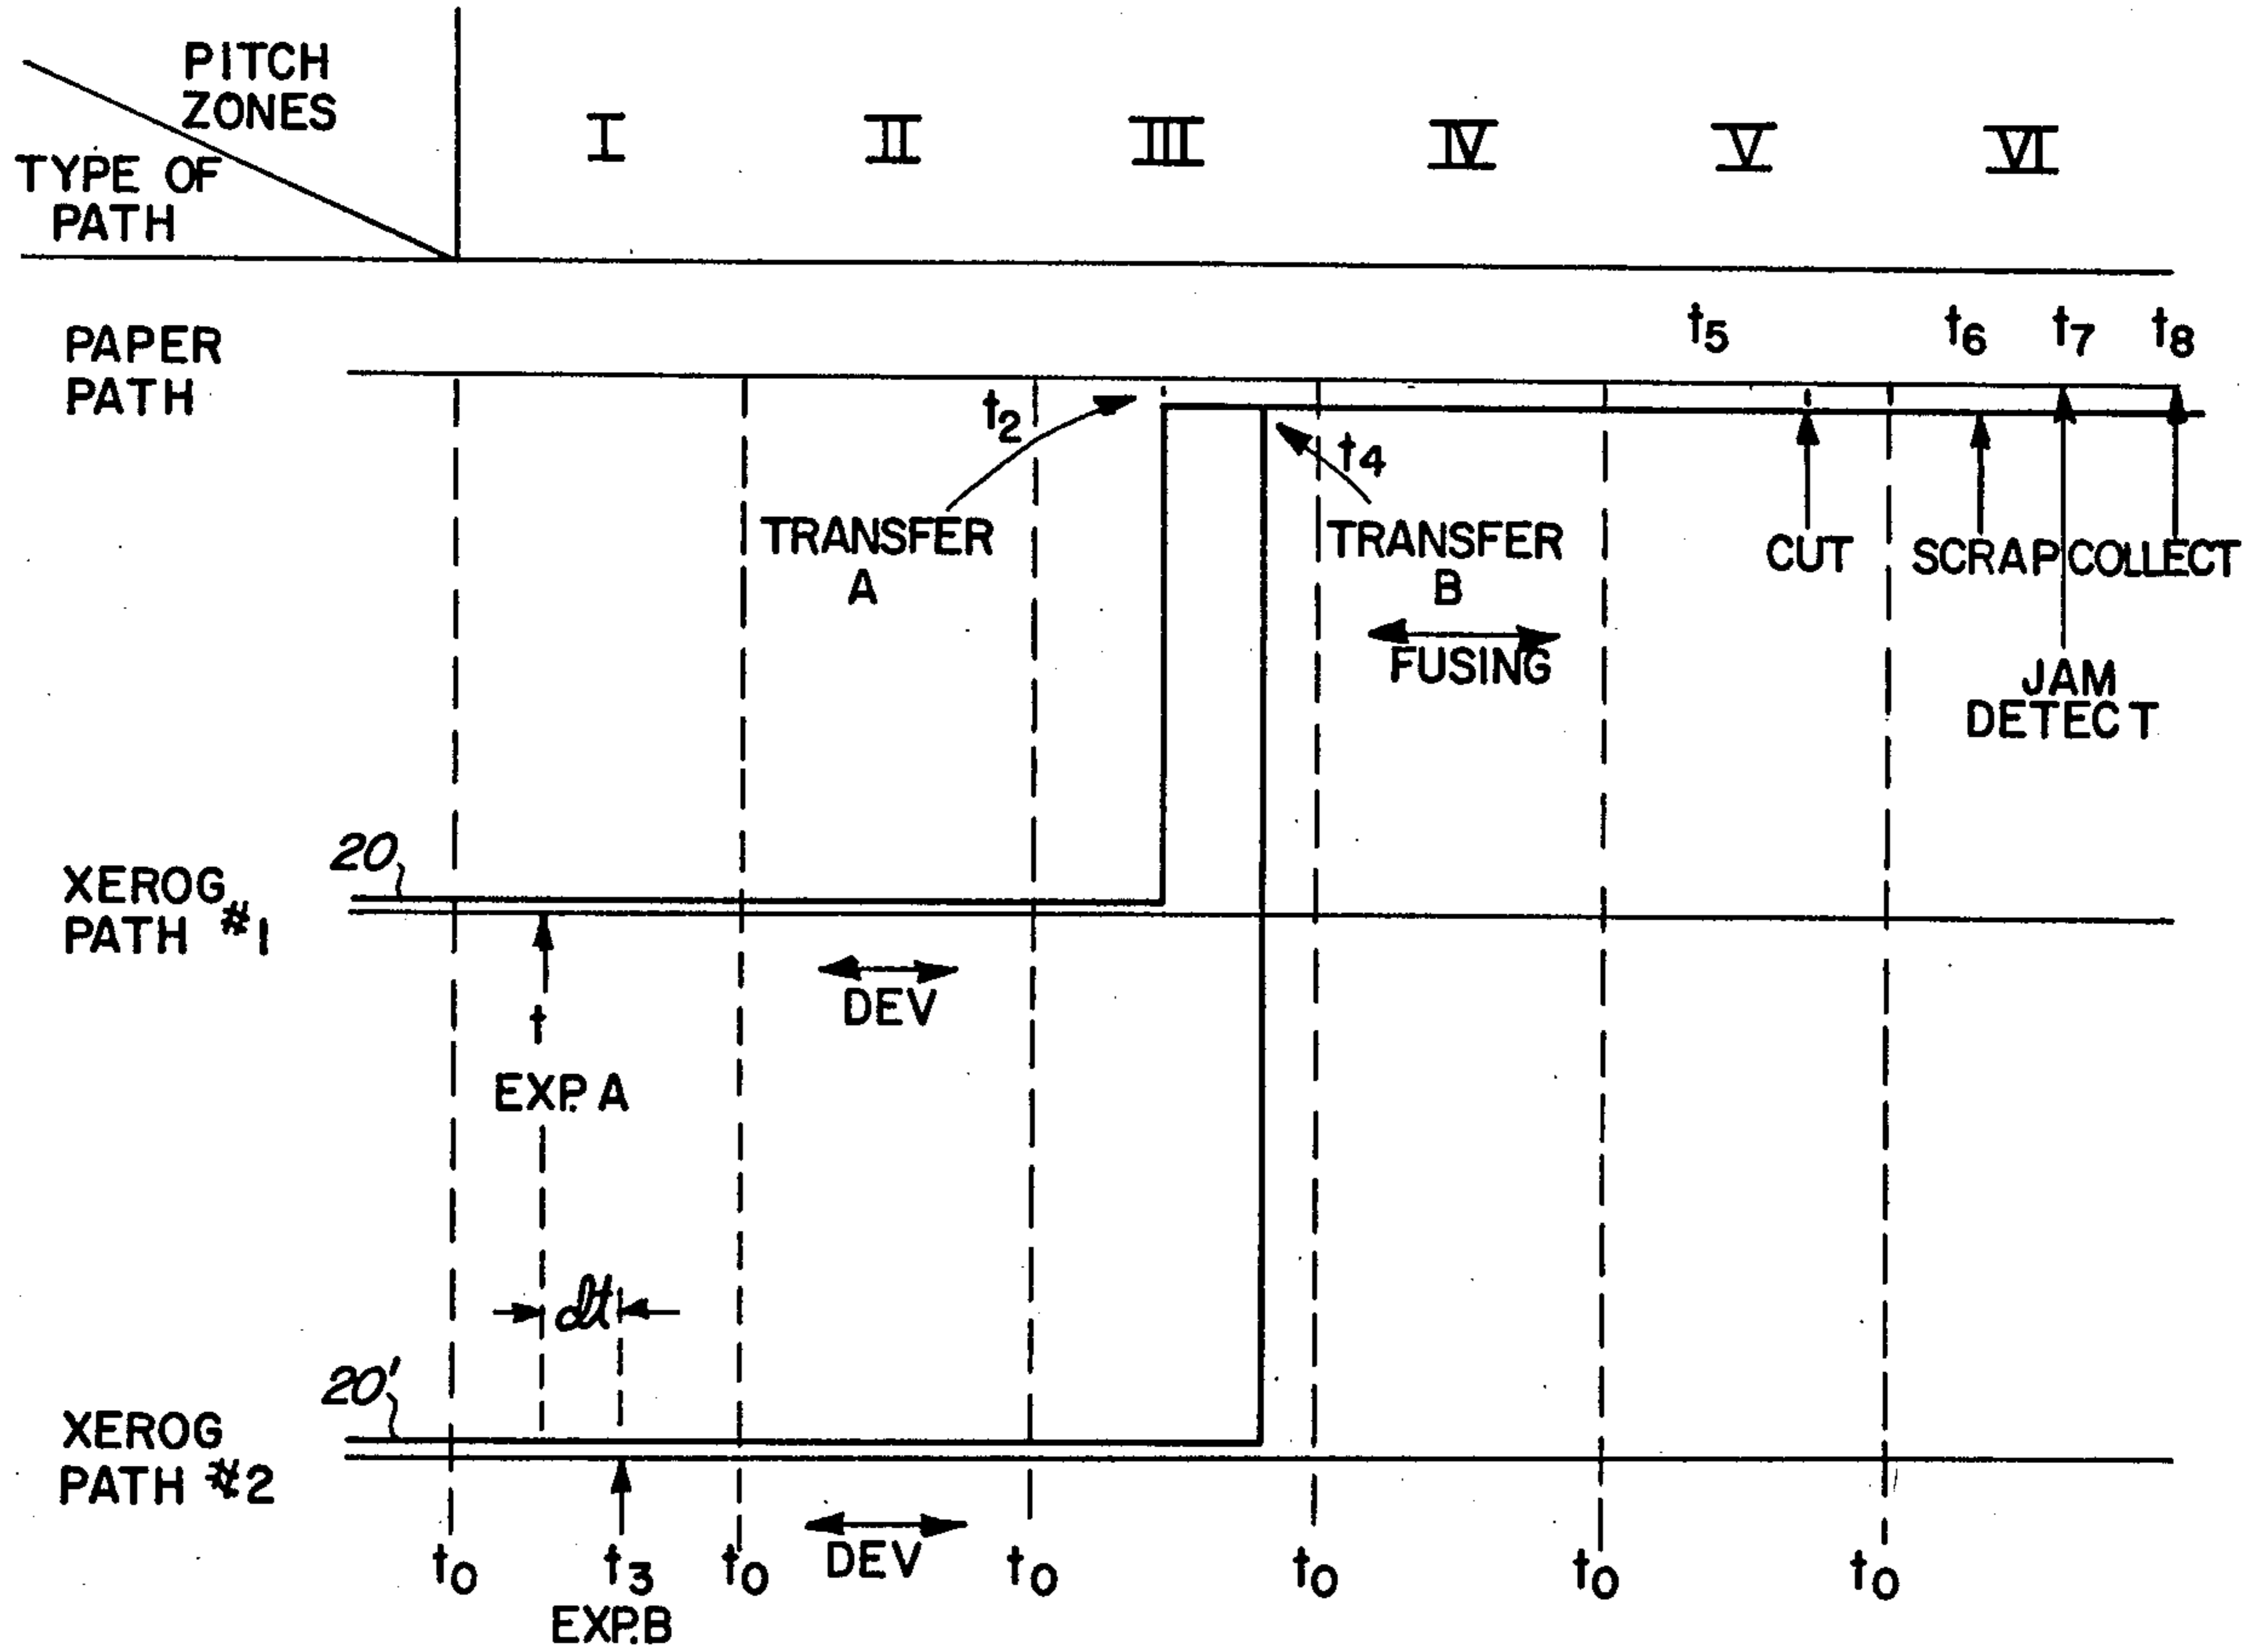 PITCH
ZONES
TYPE OF
PATH
I II III IV V VI
PAPER
PATH
t5 t6 t7 t8
t2
t4
TRANSFER
A
TRANSFER
B
FUSING
CUT
SCRAP
COLLECT
JAM
DETECT
20
XEROG
PATH #1
DEV
t
EXP. A
dt
20'
XEROG
PATH #2
DEV
t0 t3 t0 t0 t0 t0 t0
EXP. B